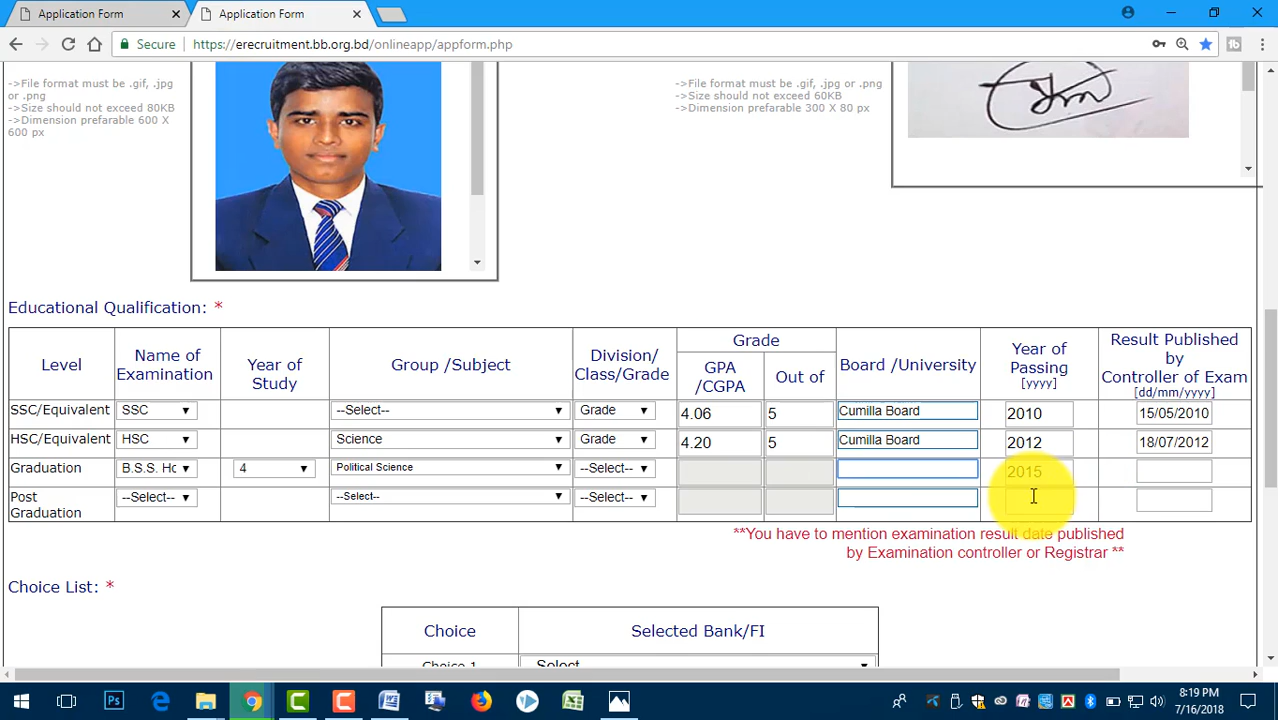 Application Form
Application Form
Secure https://erecruitment.bb.org.bd/onlineapp/appform.php
->File format must be .gif, .jpg
or .png
->Size should not exceed 80KB
->Dimension prefarable 600 X
600 px
->File format must be .gif, .jpg or .png
->Size should not exceed 60KB
->Dimension prefarable 300 X 80 px
Educational Qualification: *
Level
Name of
Examination
Year of
Study
Group /Subject
Division/
Class/Grade
Grade
GPA
/CGPA
Out of
Board /University
Year of
Passing
[yyyy]
Result Published
by
Controller of Exam
[dd/mm/yyyy]
SSC/Equivalent SSC --Select-- Grade 4.06 5 Cumilla Board 2010 15/05/2010
HSC/Equivalent HSC Science Grade 4.20 5 Cumilla Board 2012 18/07/2012
Graduation B.S.S. Hc 4 Political Science --Select-- 2015
Post
Graduation
--Select-- --Select-- --Select--
**You have to mention examination result date published
by Examination controller or Registrar **
Choice List: *
Choice Selected Bank/FI
Choice 1 Select
8:19 PM
7/16/2018